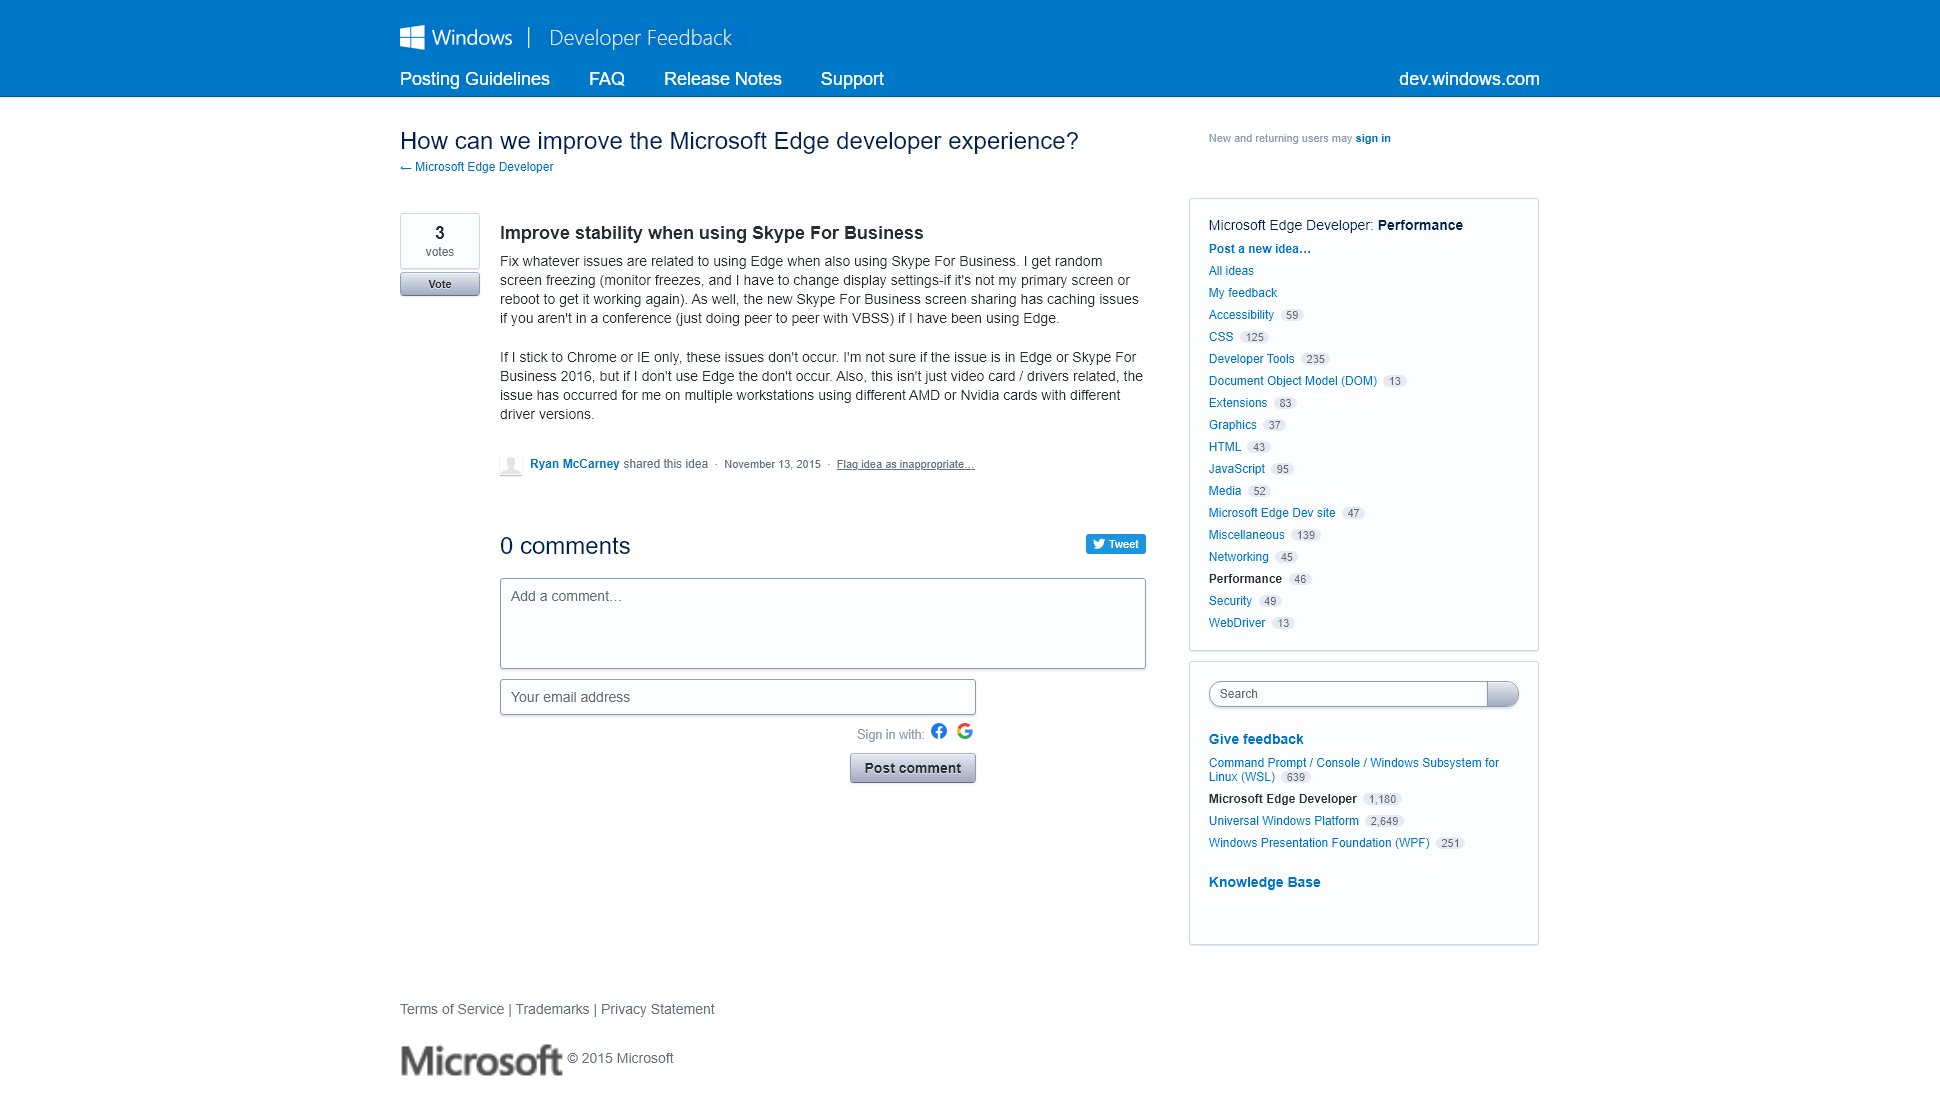 Windows | Developer Feedback
Posting Guidelines FAQ Release Notes Support dev.windows.com
How can we improve the Microsoft Edge developer experience?
← Microsoft Edge Developer
New and returning users may sign in
3
votes
Vote
Improve stability when using Skype For Business
Fix whatever issues are related to using Edge when also using Skype For Business. I get random
screen freezing (monitor freezes, and I have to change display settings-if it's not my primary screen or
reboot to get it working again). As well, the new Skype For Business screen sharing has caching issues
if you aren't in a conference (just doing peer to peer with VBSS) if I have been using Edge.
If I stick to Chrome or IE only, these issues don't occur. I'm not sure if the issue is in Edge or Skype For
Business 2016, but if I don't use Edge the don't occur. Also, this isn't just video card / drivers related, the
issue has occurred for me on multiple workstations using different AMD or Nvidia cards with different
driver versions.
Ryan McCarney shared this idea · November 13, 2015 · Flag idea as inappropriate…
0 comments
Tweet
Add a comment…
Your email address
Sign in with:
Post comment
Microsoft Edge Developer: Performance
Post a new idea…
All ideas
My feedback
Accessibility 59
CSS 125
Developer Tools 235
Document Object Model (DOM) 13
Extensions 83
Graphics 37
HTML 43
JavaScript 95
Media 52
Microsoft Edge Dev site 47
Miscellaneous 139
Networking 45
Performance 46
Security 49
WebDriver 13
Search
Give feedback
Command Prompt / Console / Windows Subsystem for
Linux (WSL) 639
Microsoft Edge Developer 1,180
Universal Windows Platform 2,649
Windows Presentation Foundation (WPF) 251
Knowledge Base
Terms of Service | Trademarks | Privacy Statement
Microsoft © 2015 Microsoft